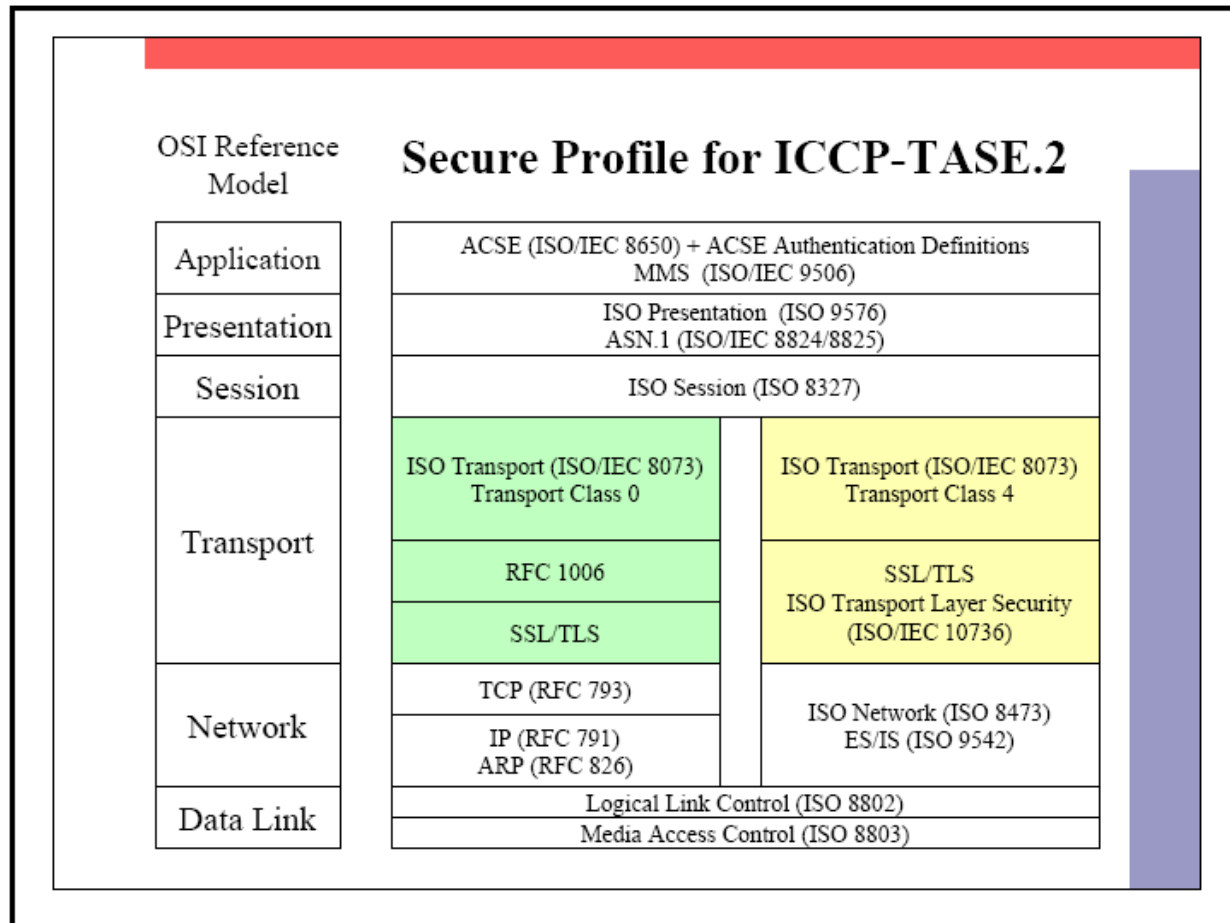 OSI Reference
Model
Secure Profile for ICCP-TASE.2
Application
ACSE (ISO/IEC 8650) + ACSE Authentication Definitions
MMS (ISO/IEC 9506)
Presentation
ISO Presentation (ISO 9576)
ASN.1 (ISO/IEC 8824/8825)
Session
ISO Session (ISO 8327)
Transport
ISO Transport (ISO/IEC 8073)
Transport Class 0
RFC 1006
SSL/TLS
ISO Transport (ISO/IEC 8073)
Transport Class 4
SSL/TLS
ISO Transport Layer Security
(ISO/IEC 10736)
Network
TCP (RFC 793)
IP (RFC 791)
ARP (RFC 826)
ISO Network (ISO 8473)
ES/IS (ISO 9542)
Data Link
Logical Link Control (ISO 8802)
Media Access Control (ISO 8803)